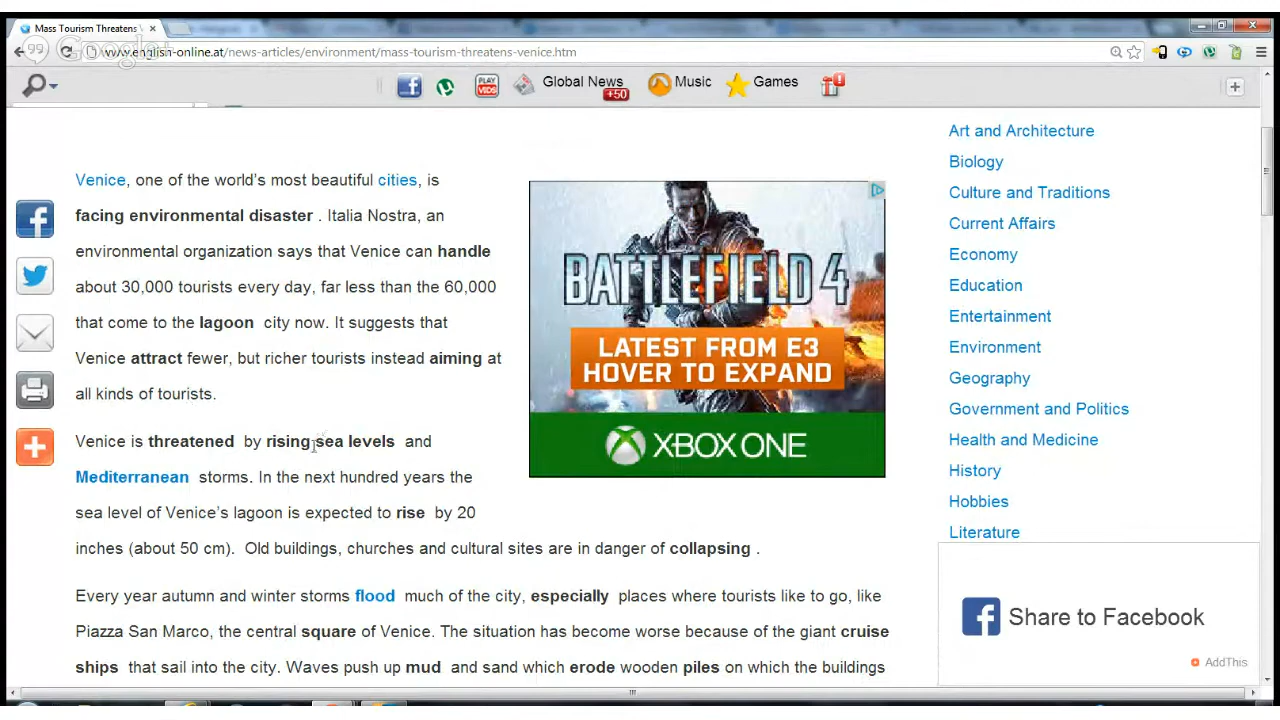 Mass Tourism Threatens
Google+
www.english-online.at/news-articles/environment/mass-tourism-threatens-venice.htm
PLAY VIDS
Global News
+50
Music
Games
Venice, one of the world's most beautiful cities, is
facing environmental disaster . Italia Nostra, an
environmental organization says that Venice can handle
about 30,000 tourists every day, far less than the 60,000
that come to the lagoon city now. It suggests that
Venice attract fewer, but richer tourists instead aiming at
all kinds of tourists.
Venice is threatened by rising sea levels and
Mediterranean storms. In the next hundred years the
sea level of Venice's lagoon is expected to rise by 20
inches (about 50 cm). Old buildings, churches and cultural sites are in danger of collapsing .
Every year autumn and winter storms flood much of the city, especially places where tourists like to go, like
Piazza San Marco, the central square of Venice. The situation has become worse because of the giant cruise
ships that sail into the city. Waves push up mud and sand which erode wooden piles on which the buildings
BATTLEFIELD 4
LATEST FROM E3
HOVER TO EXPAND
XBOX ONE
Art and Architecture
Biology
Culture and Traditions
Current Affairs
Economy
Education
Entertainment
Environment
Geography
Government and Politics
Health and Medicine
History
Hobbies
Literature
Share to Facebook
AddThis